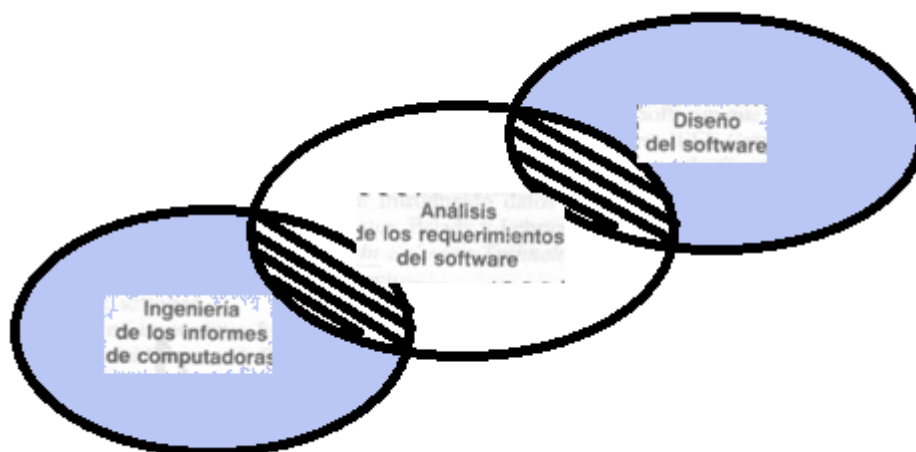 Diseño
del software
Análisis
de los requerimientos
del software
Ingeniería
de los informes
de computadoras